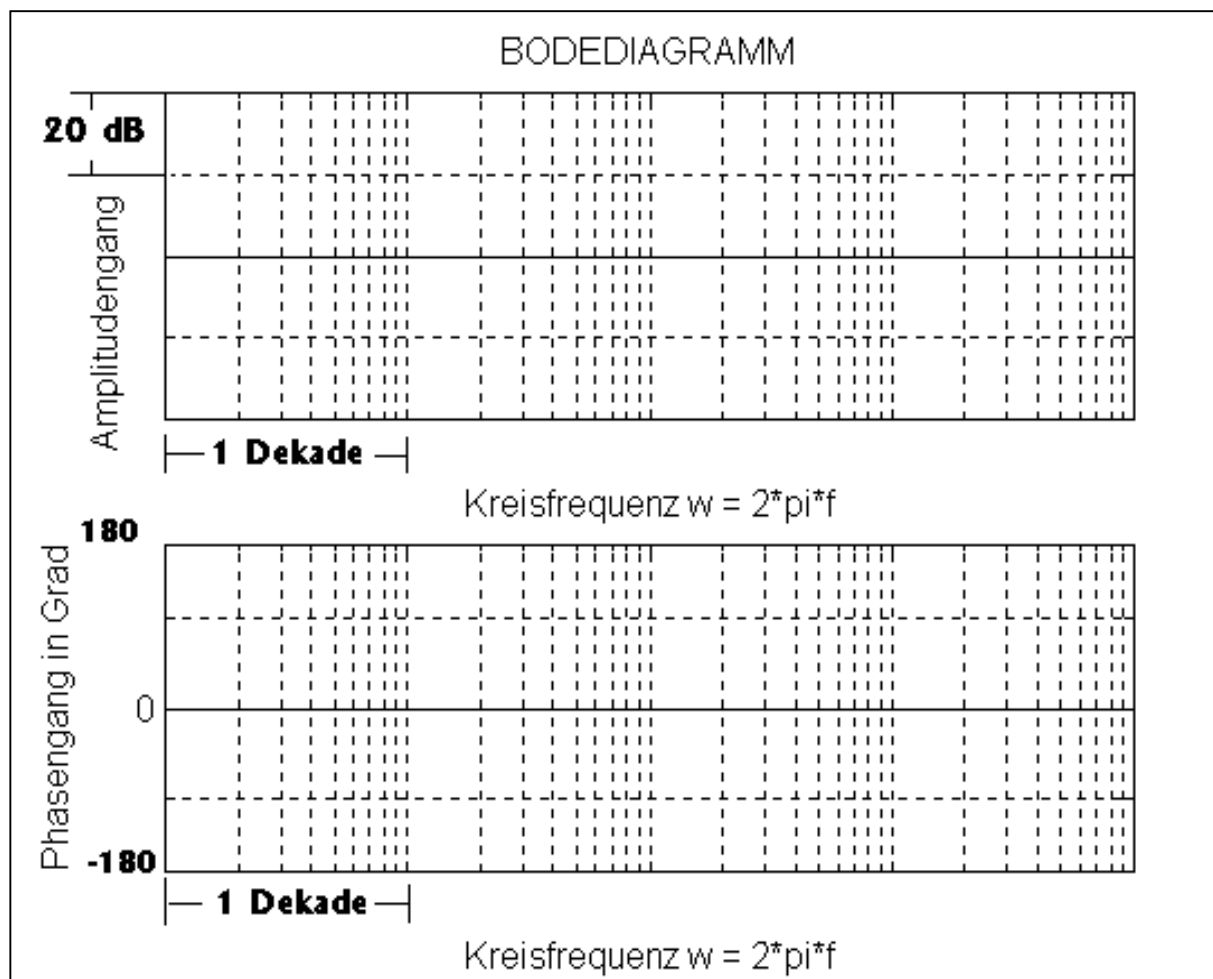 BODEDIAGRAMM
20 dB
Amplitudengang
1 Dekade
Kreisfrequenz w = 2*pi*f
180
Phasengang in Grad
0
-180
1 Dekade
Kreisfrequenz w = 2*pi*f